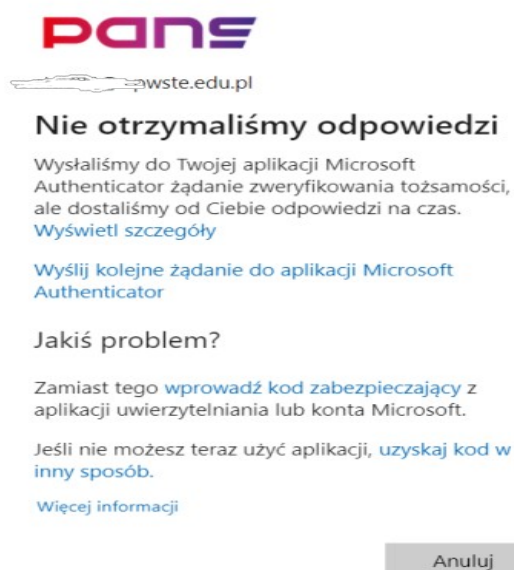 pans
pwste.edu.pl
Nie otrzymaliśmy odpowiedzi
Wysłaliśmy do Twojej aplikacji Microsoft
Authenticator żądanie zweryfikowania tożsamości,
ale dostaliśmy od Ciebie odpowiedzi na czas.
Wyświetl szczegóły
Wyślij kolejne żądanie do aplikacji Microsoft
Authenticator
Jakiś problem?
Zamiast tego wprowadź kod zabezpieczający z
aplikacji uwierzytelniania lub konta Microsoft.
Jeśli nie możesz teraz użyć aplikacji, uzyskaj kod w
inny sposób.
Więcej informacji
Anuluj